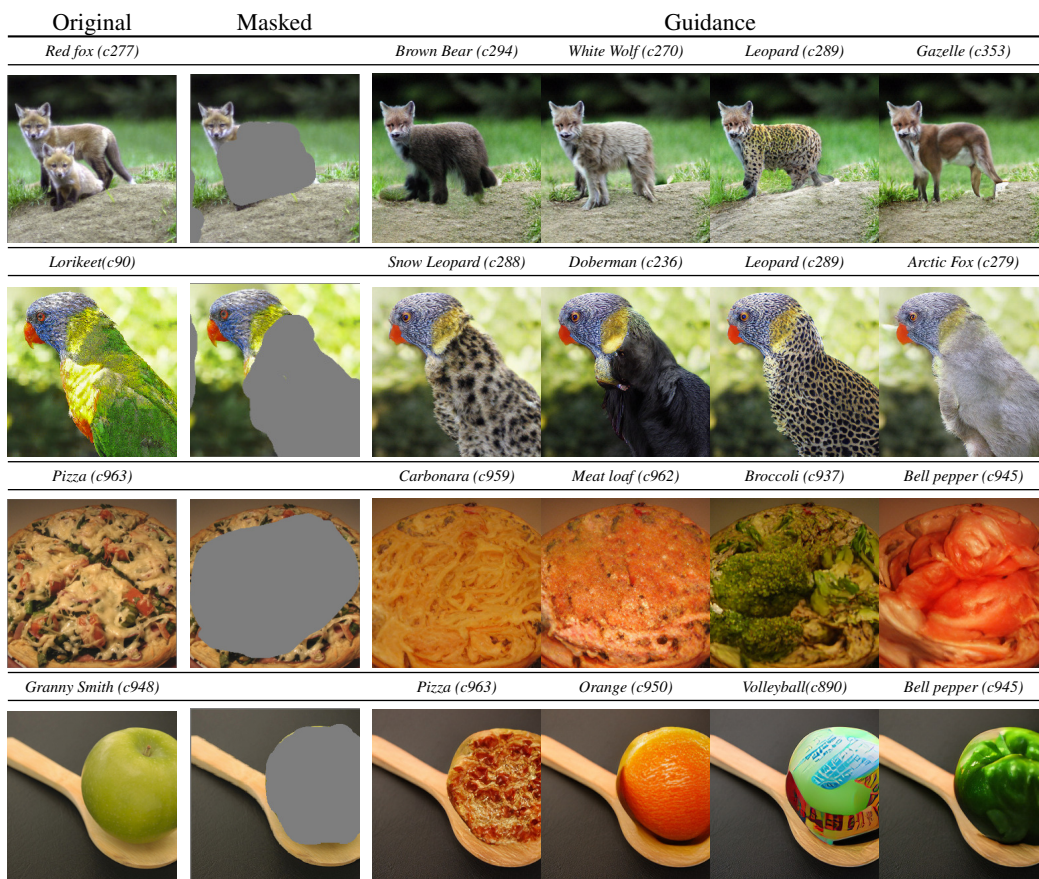 Original Masked Guidance
Red fox (c277) Brown Bear (c294) White Wolf (c270) Leopard (c289) Gazelle (c353)
Lorikeet(c90) Snow Leopard (c288) Doberman (c236) Leopard (c289) Arctic Fox (c279)
Pizza (c963) Carbonara (c959) Meat loaf (c962) Broccoli (c937) Bell pepper (c945)
Granny Smith (c948) Pizza (c963) Orange (c950) Volleyball(c890) Bell pepper (c945)